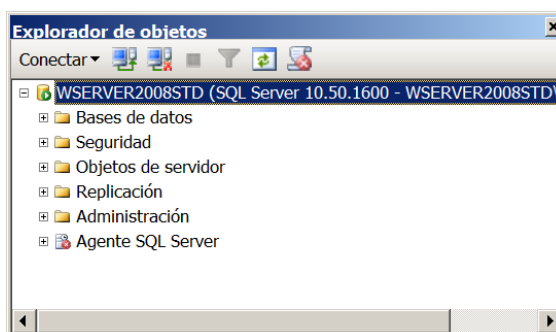 Explorador de objetos
Conectar
WSERVER2008STD (SQL Server 10.50.1600 - WSERVER2008STD\
Bases de datos
Seguridad
Objetos de servidor
Replicación
Administración
Agente SQL Server